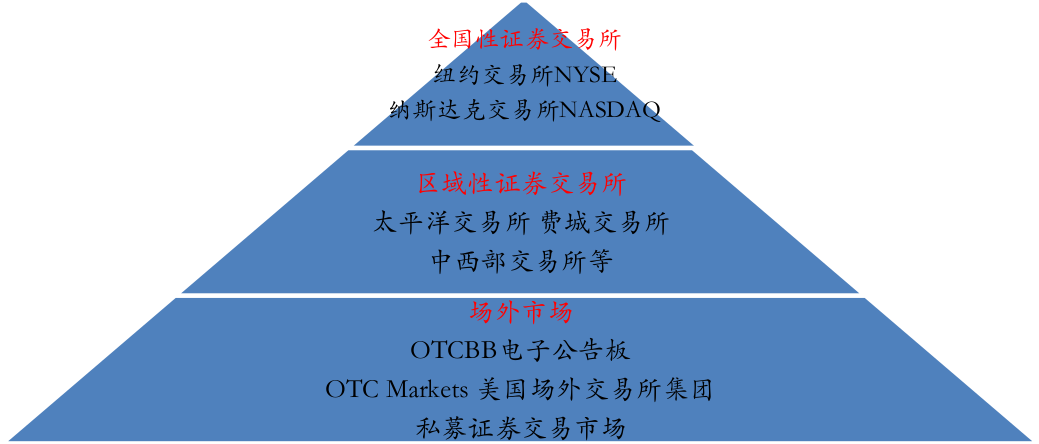 全国性证券交易所
纽约交易所NYSE
纳斯达克交易所NASDAQ
区域性证券交易所
太平洋交易所 费城交易所
中西部交易所等
场外市场
OTCBB电子公告板
OTC Markets 美国场外交易所集团
私募证券交易市场